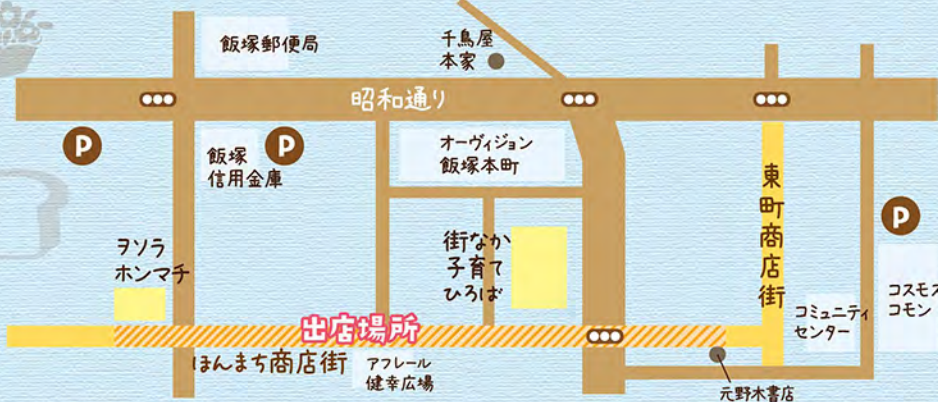 飯塚郵便局
千鳥屋
本家
昭和通り
P
飯塚
信用金庫
P
オーヴィジョン
飯塚本町
東町商店街
P
ヲソラ
ホンマチ
街なか
子育て
ひろば
コミュニティ
センター
コスモス
コモン
出店場所
ほんまち商店街
アフレール
健幸広場
元野木書店